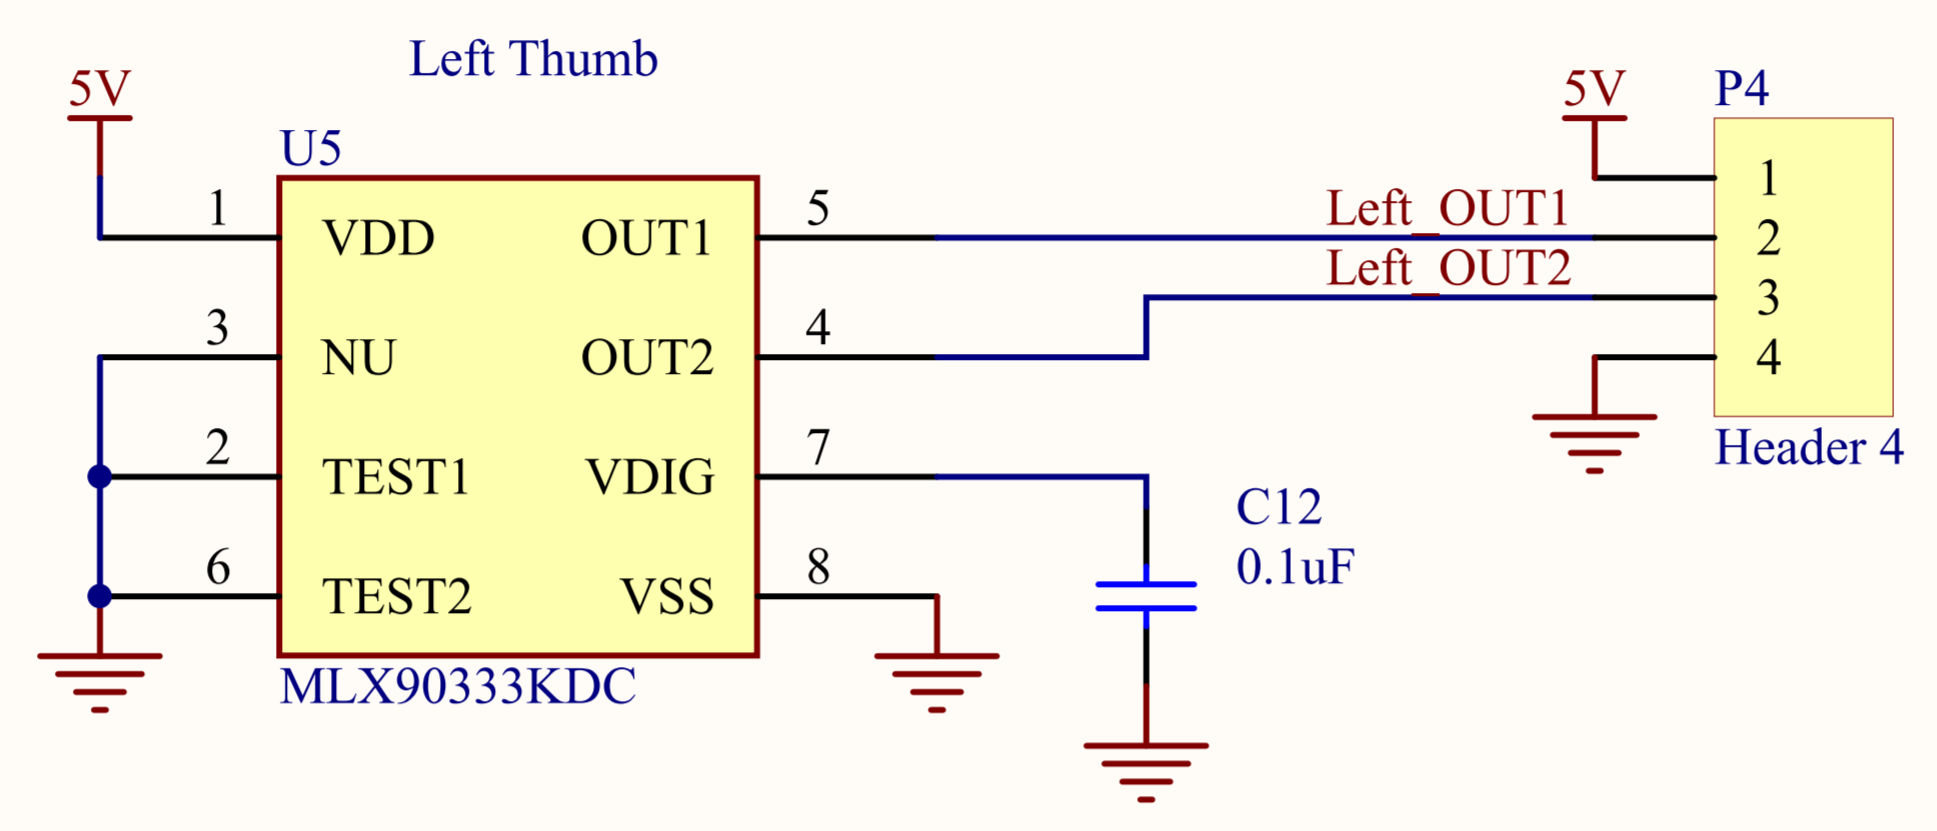 Left Thumb
5V
5V
P4
U5
1
VDD
OUT1
5
Left_OUT1
1
2
3
NU
OUT2
4
Left_OUT2
3
4
2
TEST1
VDIG
7
Header 4
C12
0.1uF
6
TEST2
VSS
8
MLX90333KDC